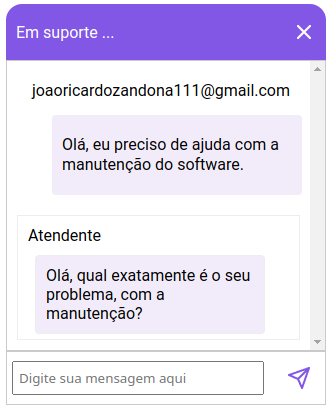 Em suporte ...
joaoricardozandona111@gmail.com
Olá, eu preciso de ajuda com a
manutenção do software.
Atendente
Olá, qual exatamente é o seu
problema, com a
manutenção?
Digite sua mensagem aqui